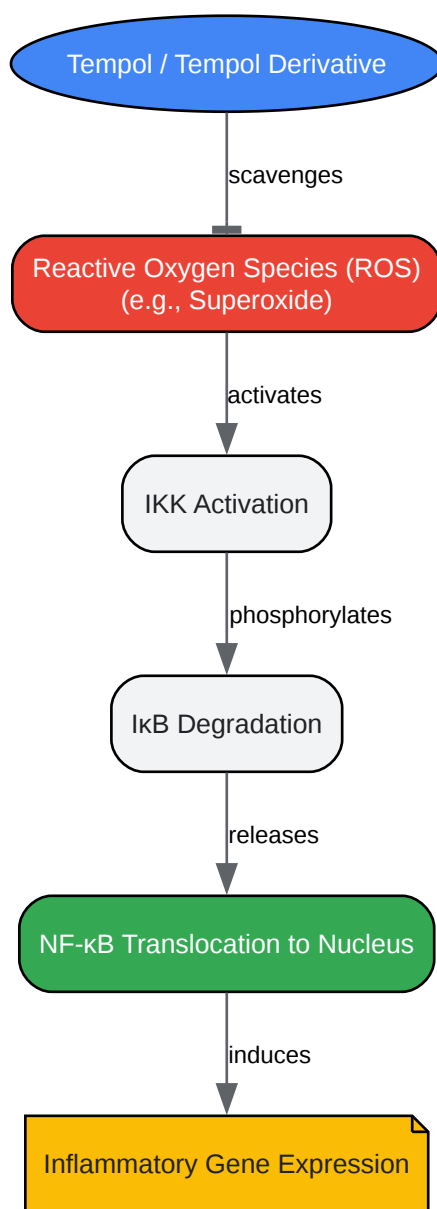 Tempol / Tempol Derivative
scavenges
Reactive Oxygen Species (ROS)
(e.g., Superoxide)
activates
IKK Activation
phosphorylates
IκB Degradation
releases
NF-κB Translocation to Nucleus
induces
Inflammatory Gene Expression